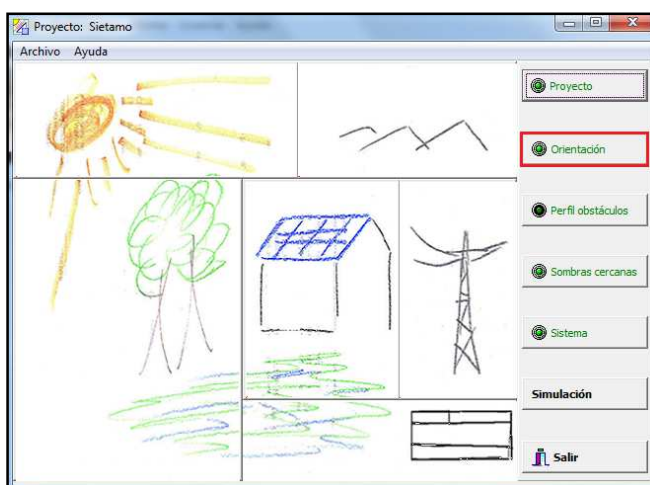 Proyecto: Sietamo
Archivo Ayuda
Proyecto
Orientación
Perfil obstáculos
Sombras cercanas
Sistema
Simulación
Salir